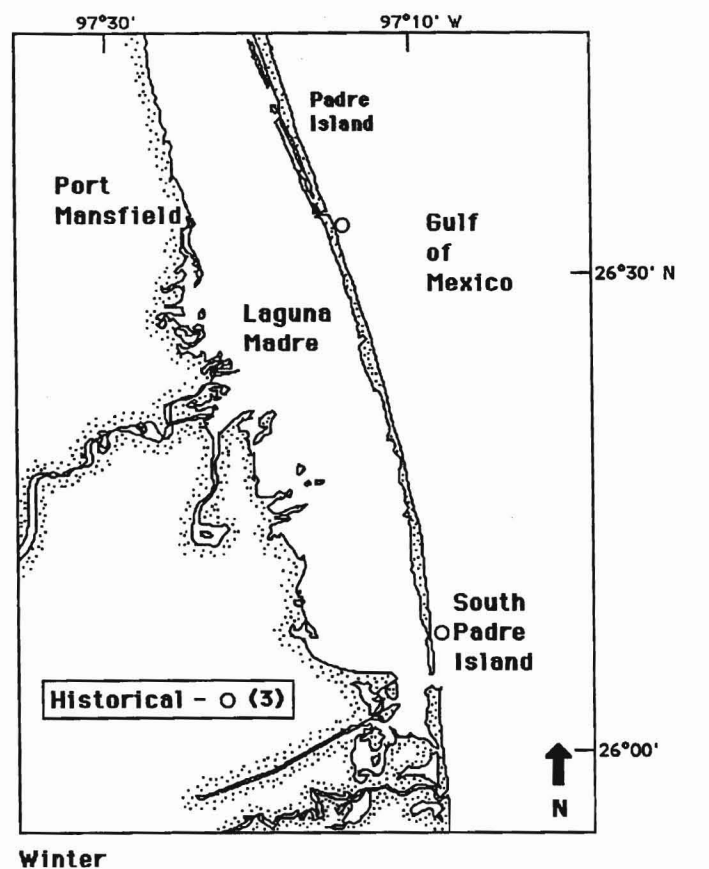 97°30'
97°10' W
Padre
Island
Port
Mansfield
Gulf
of
Mexico
26°30' N
Laguna
Madre
South
Padre
Island
Historical - O (3)
26°00'
N
Winter